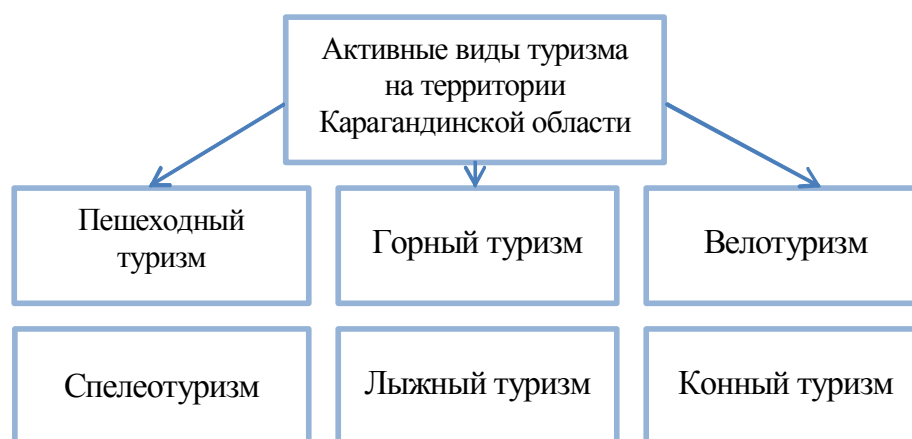 Активные виды туризма
на территории
Карагандинской области
Пешеходный
туризм
Горный туризм
Велотуризм
Спелеотуризм
Лыжный туризм
Конный туризм